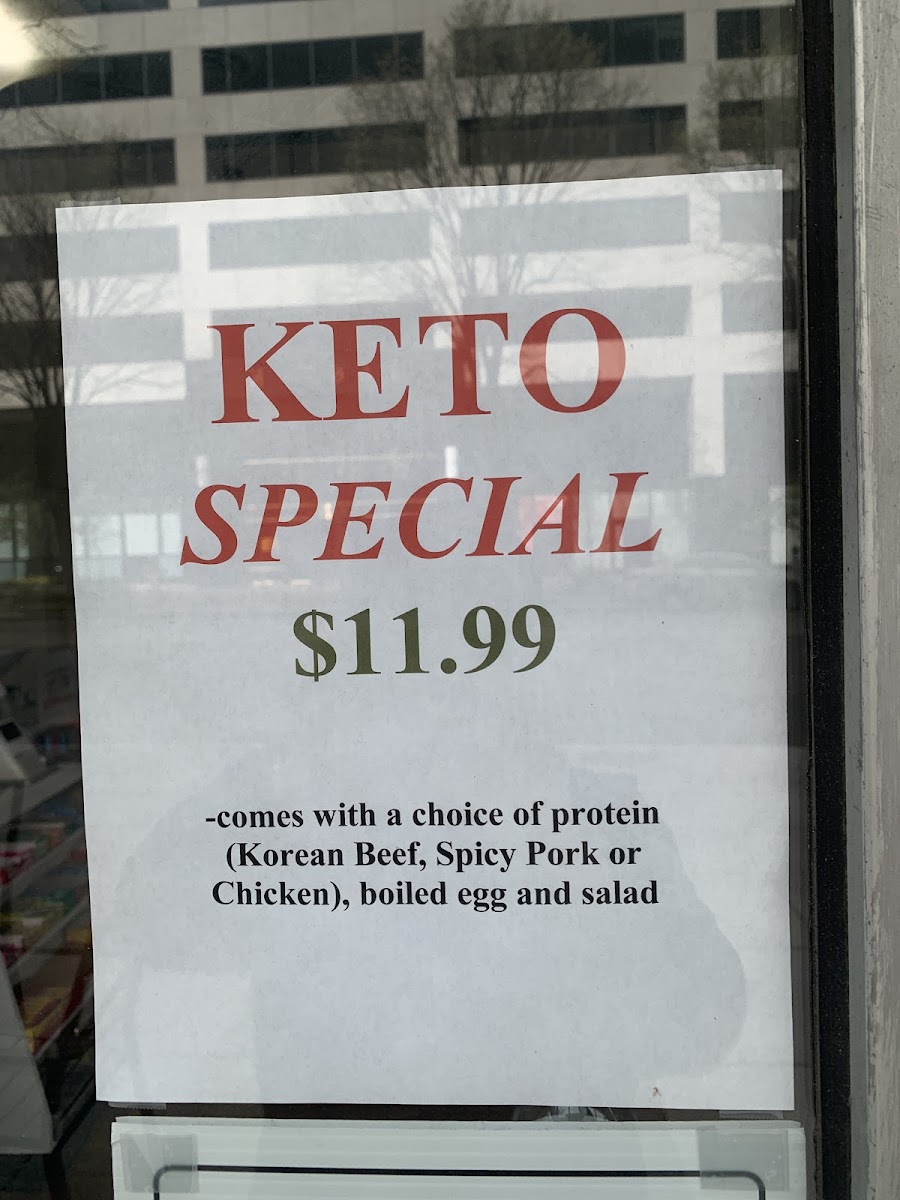 KETO
SPECIAL
$11.99
-comes with a choice of protein
(Korean Beef, Spicy Pork or
Chicken), boiled egg and salad